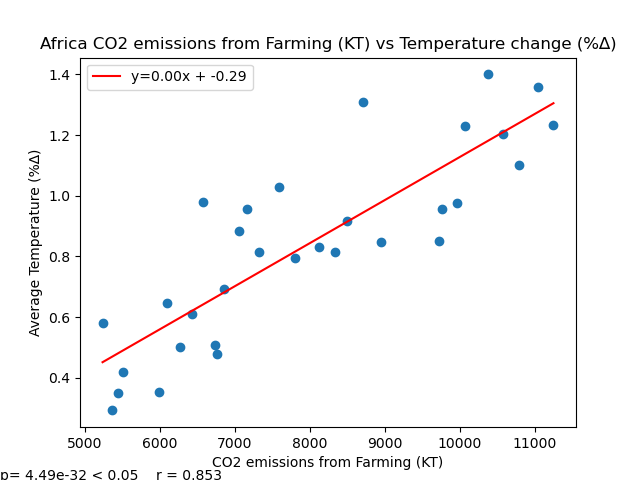 Africa CO2 emissions from Farming (KT) vs Temperature change (%Δ)
y=0.00x + -0.29
Average Temperature (%Δ)
1.4
1.2
1.0
0.8
0.6
0.4
5000 6000 7000 8000 9000 10000 11000
CO2 emissions from Farming (KT)
p= 4.49e-32 < 0.05 r = 0.853